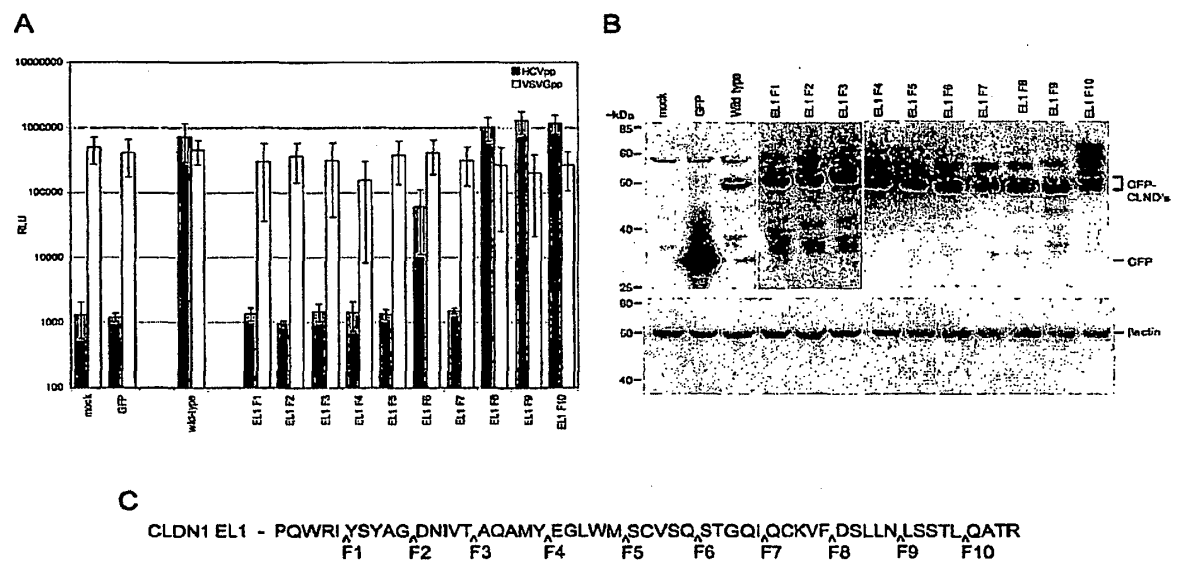 A
10000000
1000000
100000
10000
1000
100
RLU
HCVpp
VSVGpp
mock
GFP
wild-type
EL1 F1
EL1 F2
EL1 F3
EL1 F4
EL1 F5
EL1 F6
EL1 F7
EL1 F8
EL1 F9
EL1 F10
B
mock
GFP
Wild type
EL1 F1
EL1 F2
EL1 F3
EL1 F4
EL1 F5
EL1 F6
EL1 F7
EL1 F8
EL1 F9
EL1 F10
~kDa
85
60
50
40
25
GFP-
CLND's
GFP
60
50
40
βactin
C
CLDN1 EL1 - PQWRI‸YSYAG‸DNIVT‸AQAMY‸EGLWM‸SCVSQ‸STGQI‸QCKVF‸DSLLN‸LSSTL‸QATR
F1 F2 F3 F4 F5 F6 F7 F8 F9 F10